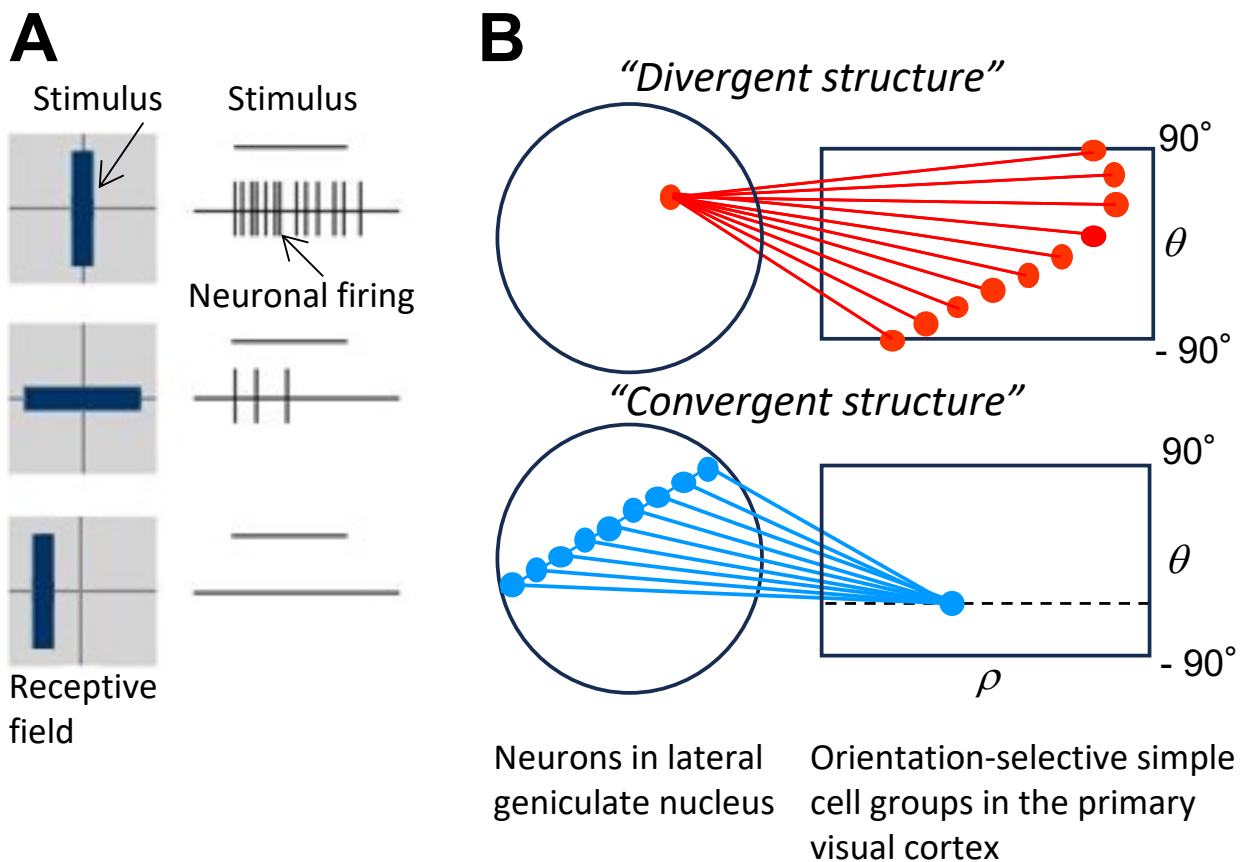 A
Stimulus
Stimulus
Neuronal firing
Receptive
field
B
“Divergent structure”
90°
θ
- 90°
“Convergent structure”
90°
θ
- 90°
ρ
Neurons in lateral
geniculate nucleus
Orientation-selective simple
cell groups in the primary
visual cortex